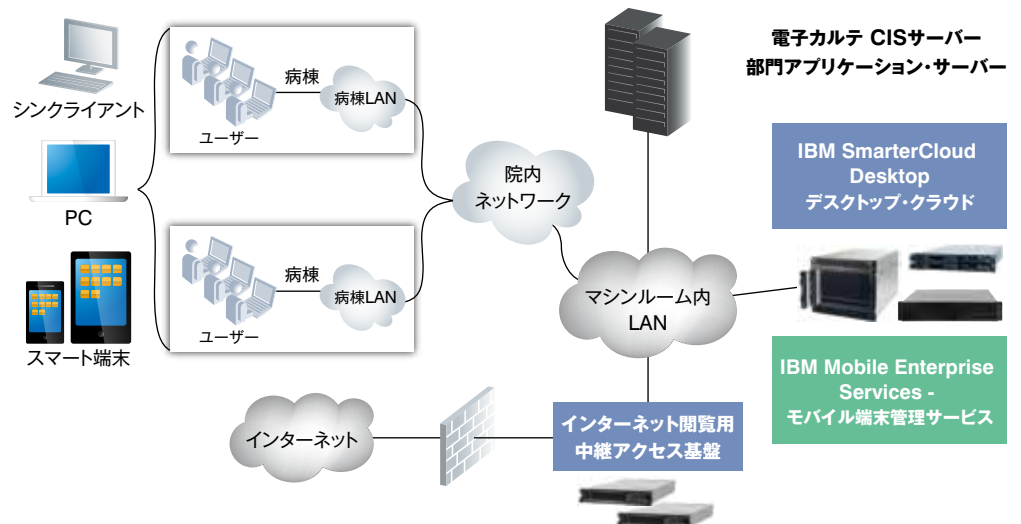 シンクライアント
PC
スマート端末
病棟
病棟LAN
ユーザー
病棟
病棟LAN
ユーザー
院内
ネットワーク
マシンルーム内
LAN
電子カルテ CISサーバー
部門アプリケーション・サーバー
IBM SmarterCloud
Desktop
デスクトップ・クラウド
IBM Mobile Enterprise
Services -
モバイル端末管理サービス
インターネット
インターネット閲覧用
中継アクセス基盤